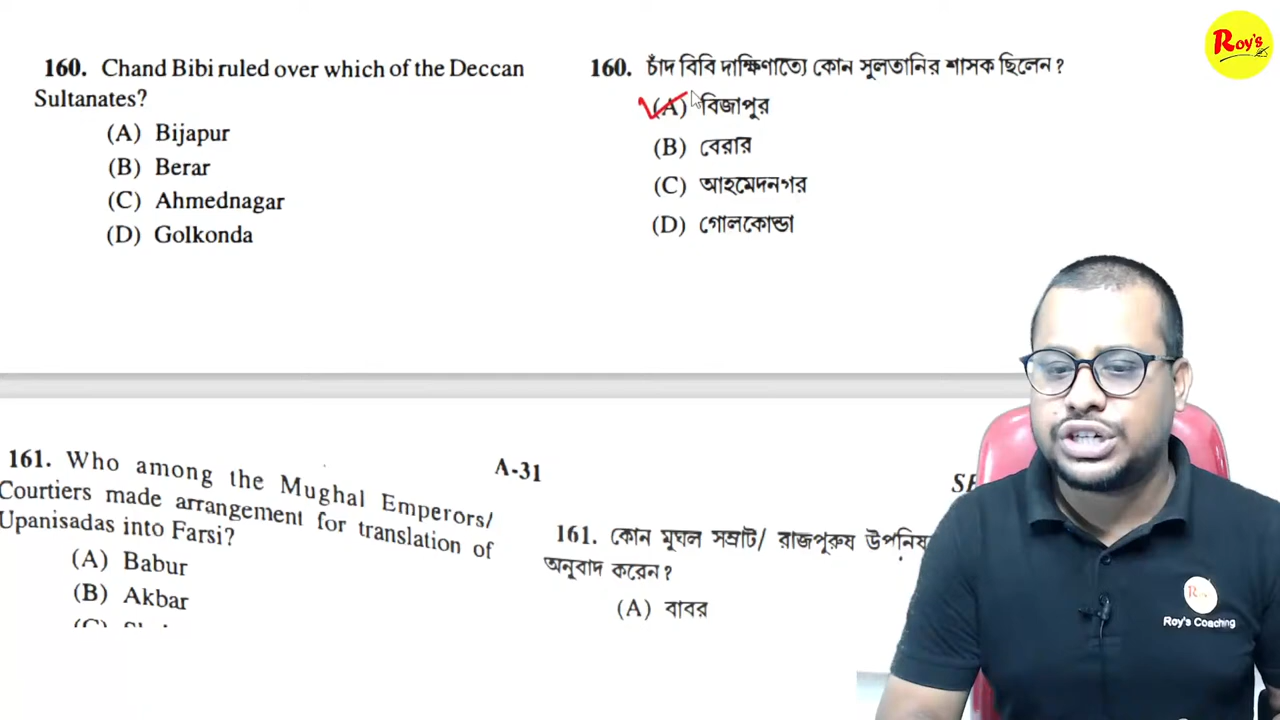 Roy's
160. Chand Bibi ruled over which of the Deccan
Sultanates?
(A) Bijapur
(B) Berar
(C) Ahmednagar
(D) Golkonda
160. চাঁদ বিবি দাক্ষিণাত্যে কোন সুলতানির শাসক ছিলেন?
(A) বিজাপুর
(B) বেরার
(C) আহমেদনগর
(D) গোলকোন্ডা
A-31
161. Who among the Mughal Emperors/
Courtiers made arrangement for translation of
Upanisadas into Farsi?
(A) Babur
(B) Akbar
161. কোন মুঘল সম্রাট/ রাজপুরুষ
অনুবাদ করেন?
(A) বাবর
Roy's Coaching